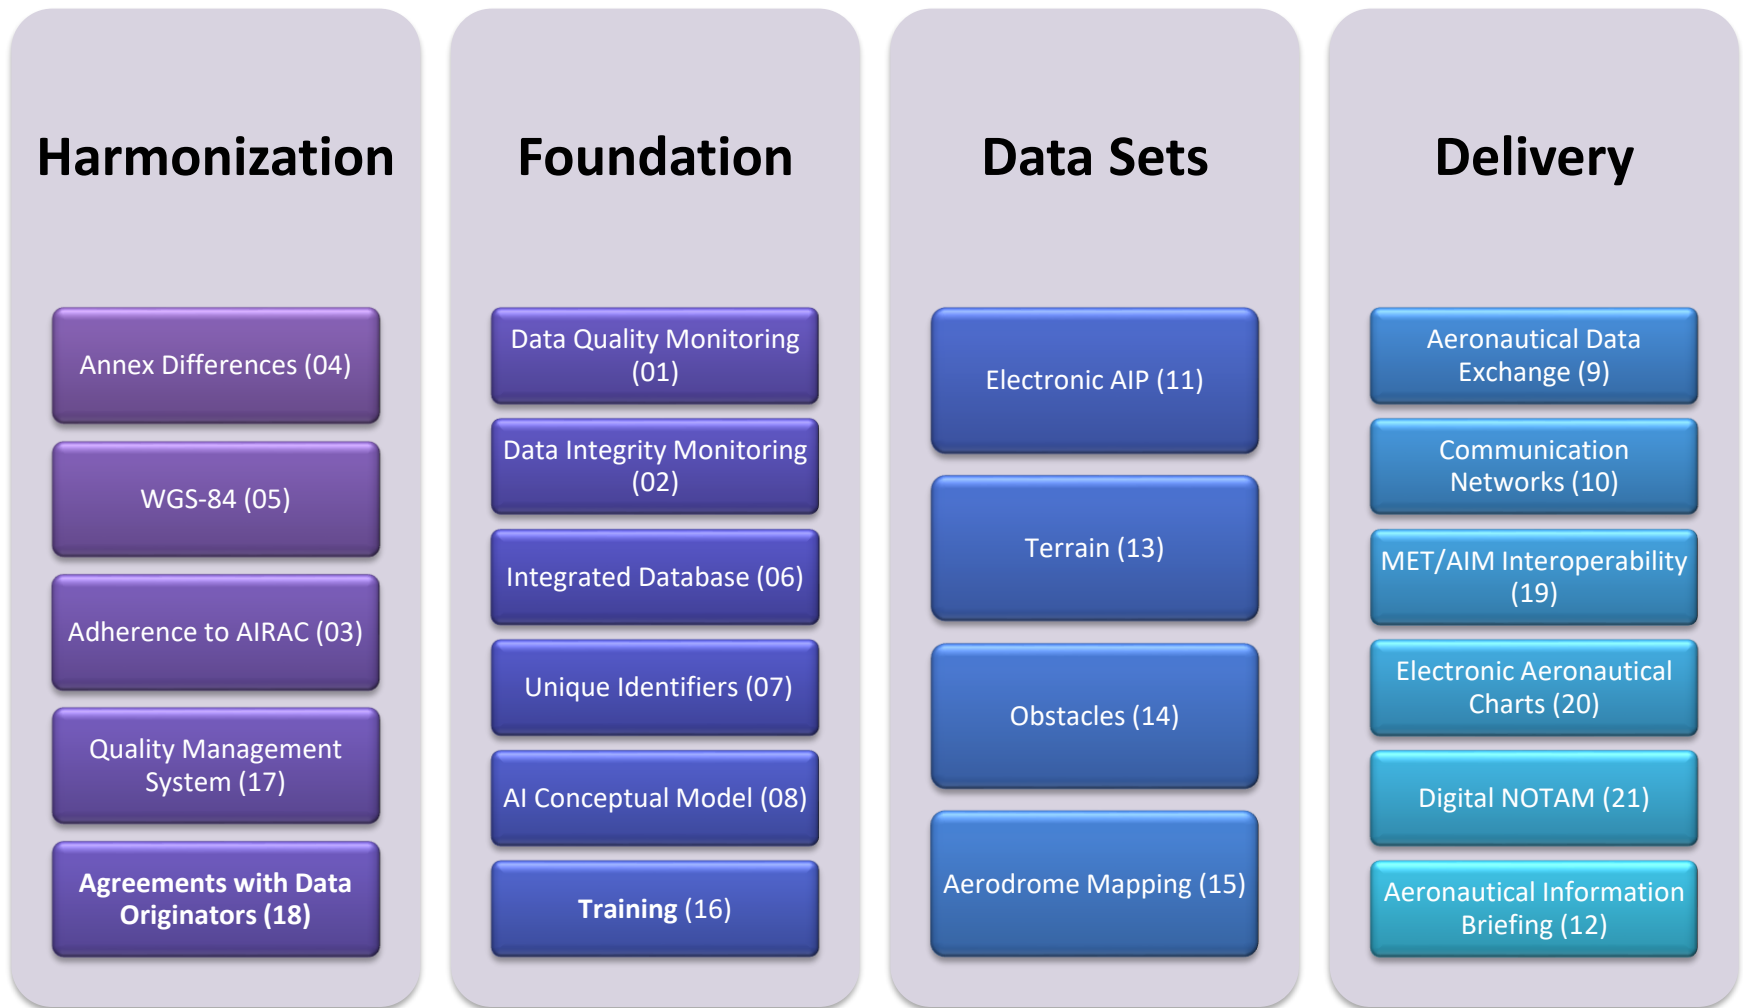 Harmonization
Annex Differences (04)
WGS-84 (05)
Adherence to AIRAC (03)
Quality Management
System (17)
Agreements with Data
Originators (18)
Foundation
Data Quality Monitoring
(01)
Data Integrity Monitoring
(02)
Integrated Database (06)
Unique Identifiers (07)
AI Conceptual Model (08)
Training (16)
Data Sets
Electronic AIP (11)
Terrain (13)
Obstacles (14)
Aerodrome Mapping (15)
Delivery
Aeronautical Data
Exchange (9)
Communication
Networks (10)
MET/AIM Interoperability
(19)
Electronic Aeronautical
Charts (20)
Digital NOTAM (21)
Aeronautical Information
Briefing (12)